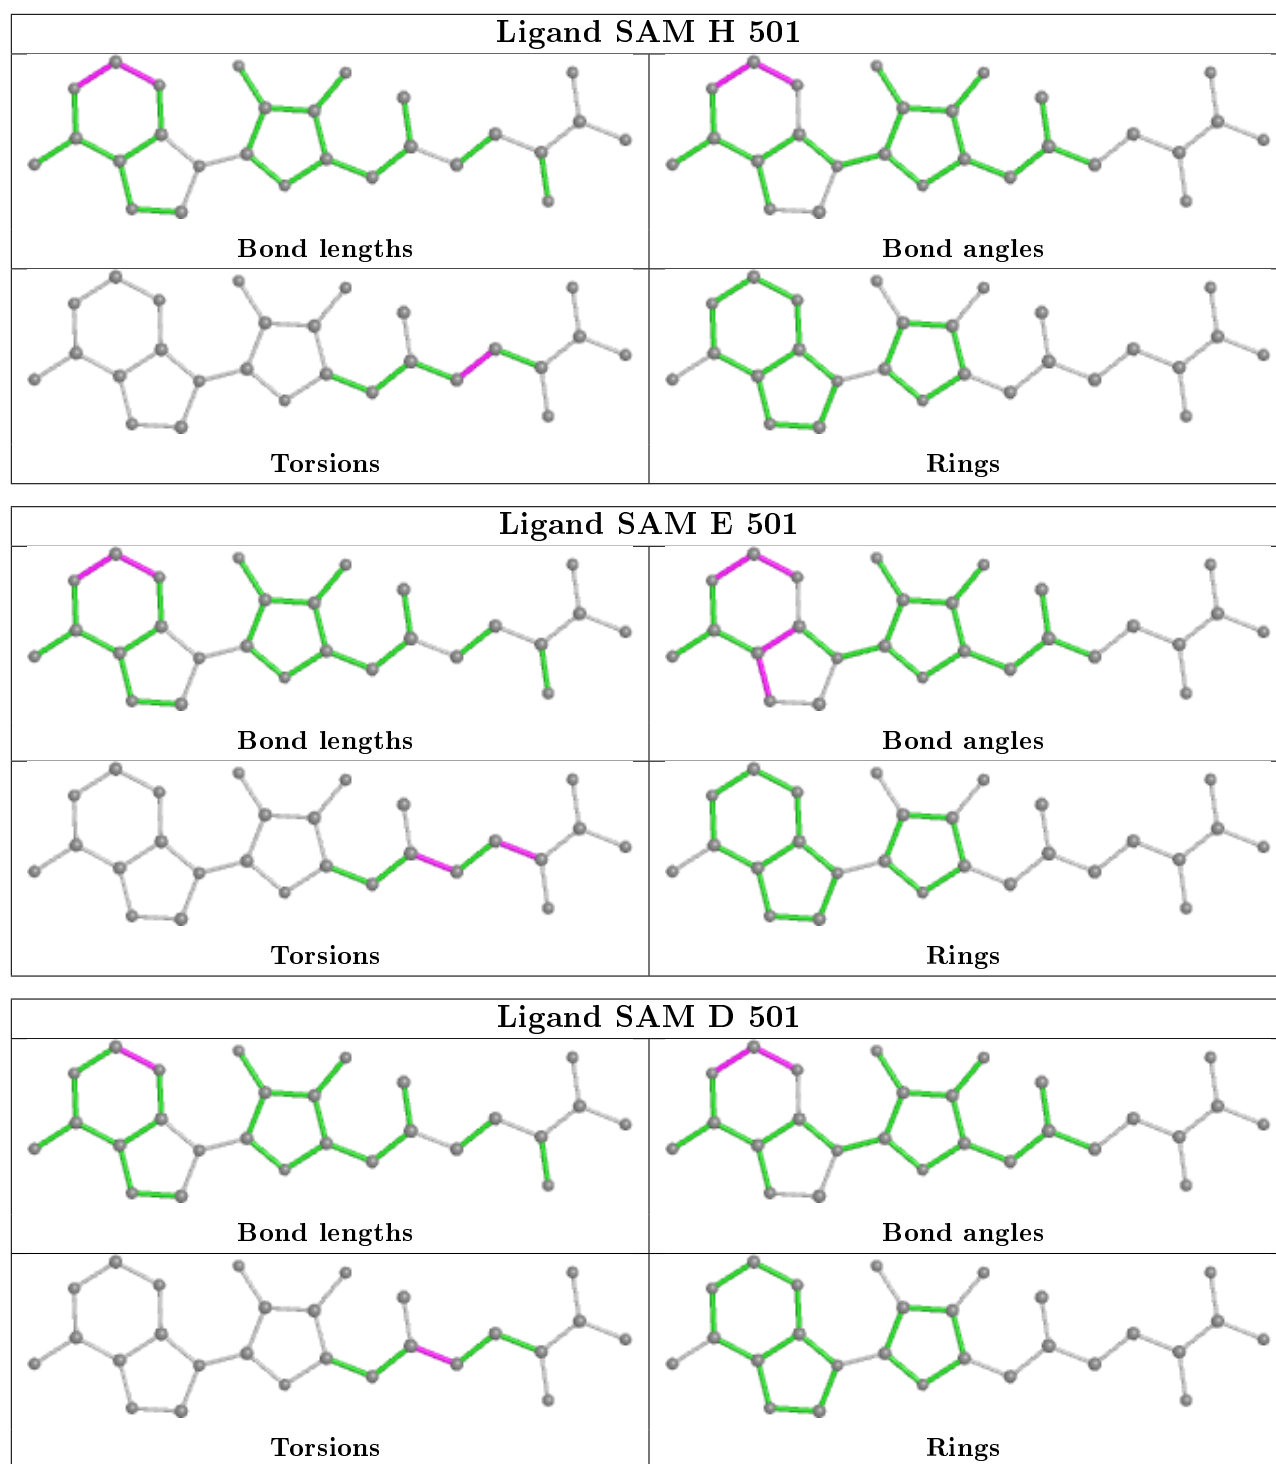 Ligand SAM H 501
Bond lengths
Bond angles
Torsions
Rings
Ligand SAM E 501
Bond lengths
Bond angles
Torsions
Rings
Ligand SAM D 501
Bond lengths
Bond angles
Torsions
Rings